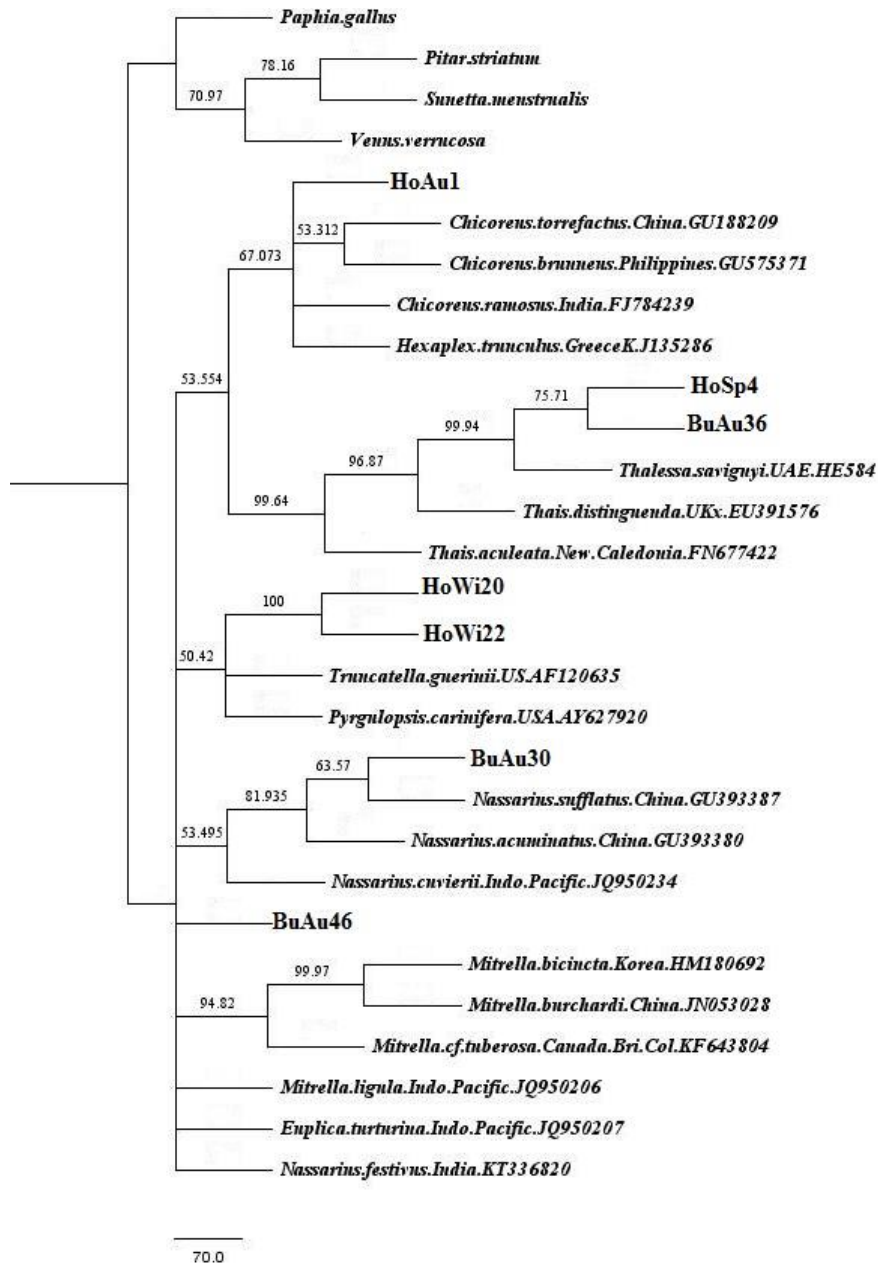 Paphia.gallus
78.16
Pitar.striatum
70.97
Sunetta.menstrualis
Venus.verrucosa
HoAu1
53.312
Chicoreus.torrefactus.China.GU188209
67.073
Chicoreus.brunneus.Philippines.GU575371
Chicoreus.ramosus.India.FJ784239
Hexaplex.trunculus.GreeceK.J135286
53.554
HoSp4
75.71
BuAu36
99.94
Thalessa.saviguyi.UAE.HE584
96.87
Thais.distinguenda.UKx.EU391576
99.64
Thais.aculeata.New.Caledonia.FN677422
HoWi20
100
HoWi22
50.42
Truncatella.guerinii.US.AF120635
Pyrgulopsis.carinifera.USA.AY627920
BuAu30
63.57
Nassarius.sufflatus.China.GU393387
81.935
Nassarius.acuminatus.China.GU393380
53.495
Nassarius.cuvierii.Indo.Pacific.JQ950234
BuAu46
Mitrella.bicincta.Korea.HM180692
99.97
Mitrella.burchardi.China.JN053028
94.82
Mitrella.cf.tuberosa.Canada.Bri.Col.KF643804
Mitrella.ligula.Indo.Pacific.JQ950206
Euplica.turturina.Indo.Pacific.JQ950207
Nassarius.festivus.India.KT336820
70.0